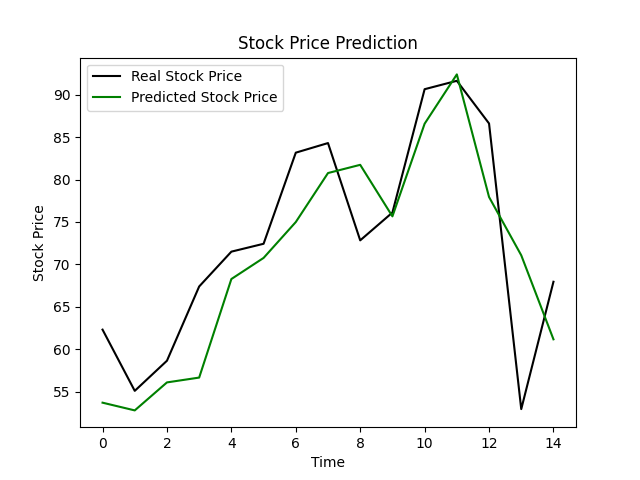 Stock Price Prediction
Real Stock Price
Predicted Stock Price
90
85
80
75
70
65
60
55
Stock Price
0 2 4 6 8 10 12 14
Time